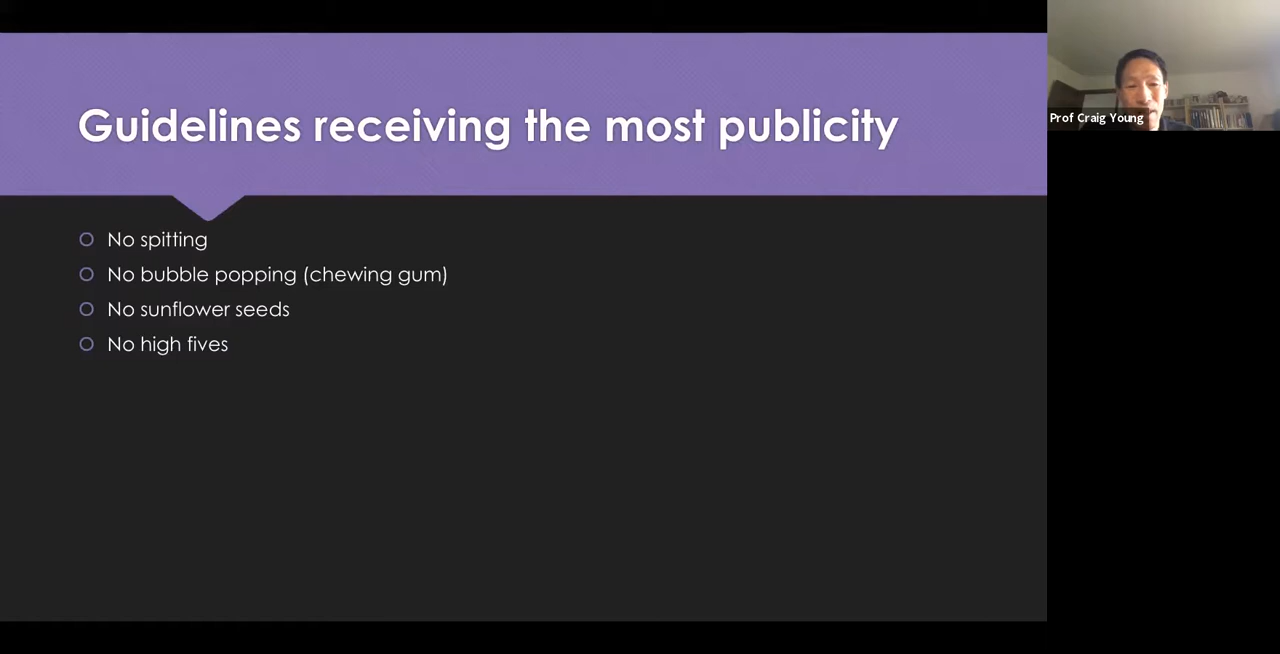 Guidelines receiving the most publicity
No spitting
No bubble popping (chewing gum)
No sunflower seeds
No high fives
Prof Craig Young